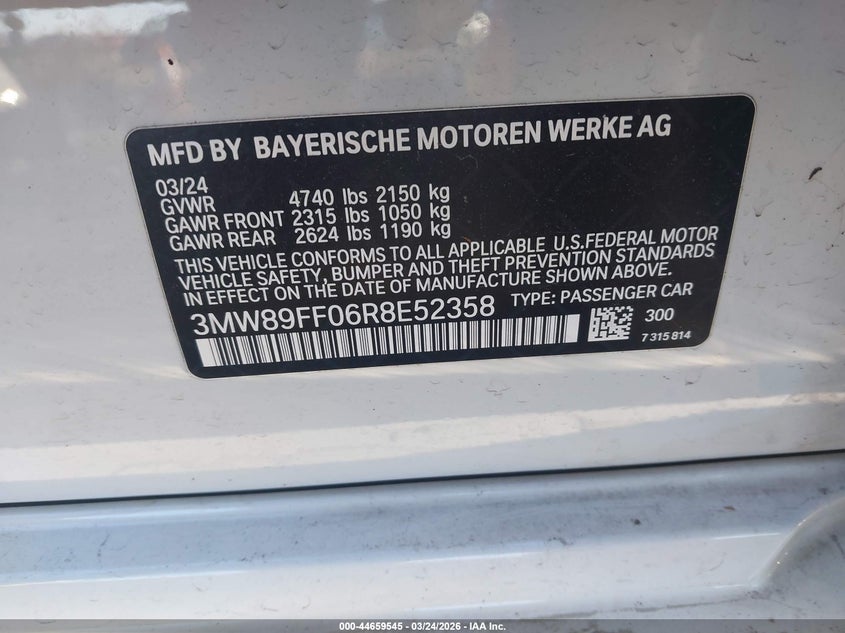 MFD BY BAYERISCHE MOTOREN WERKE AG
03/24
GVWR 4740 lbs 2150 kg
GAWR FRONT 2315 lbs 1050 kg
GAWR REAR 2624 lbs 1190 kg
THIS VEHICLE CONFORMS TO ALL APPLICABLE U.S.FEDERAL MOTOR
VEHICLE SAFETY, BUMPER AND THEFT PREVENTION STANDARDS
IN EFFECT ON THE DATE OF MANUFACTURE SHOWN ABOVE.
3MW89FF06R8E52358 TYPE: PASSENGER CAR
300
7 315 814
000-44659545 - 03/24/2026 - IAA Inc.